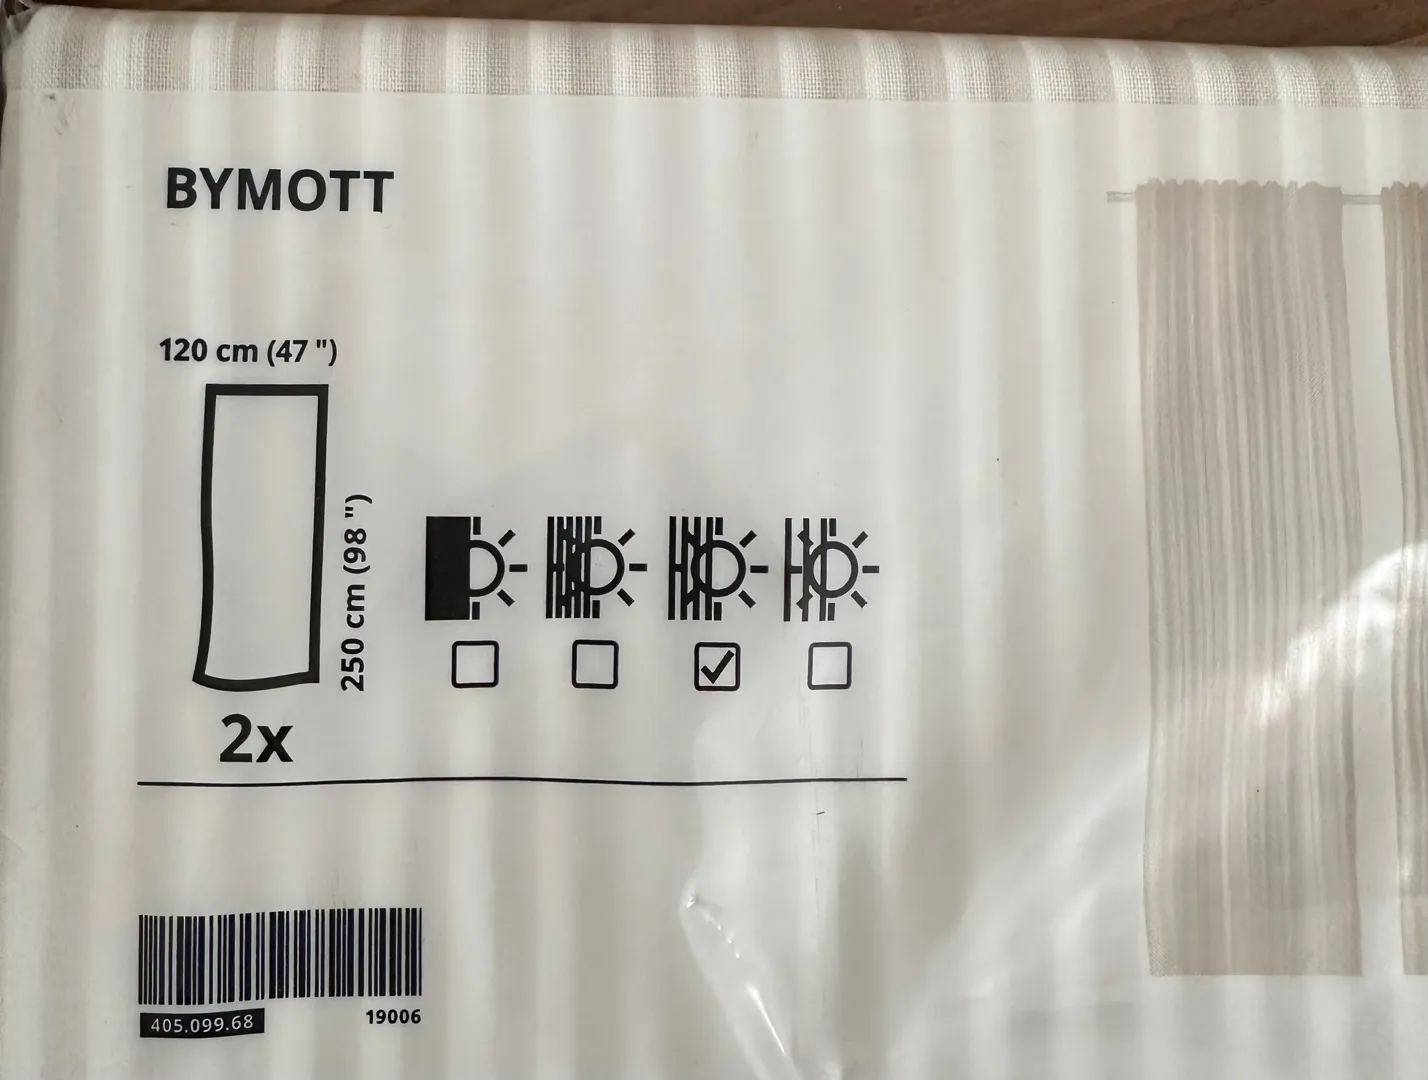 BYMOTT
120 cm (47 ")
250 cm (98 ")
2x
405.099.68
19006